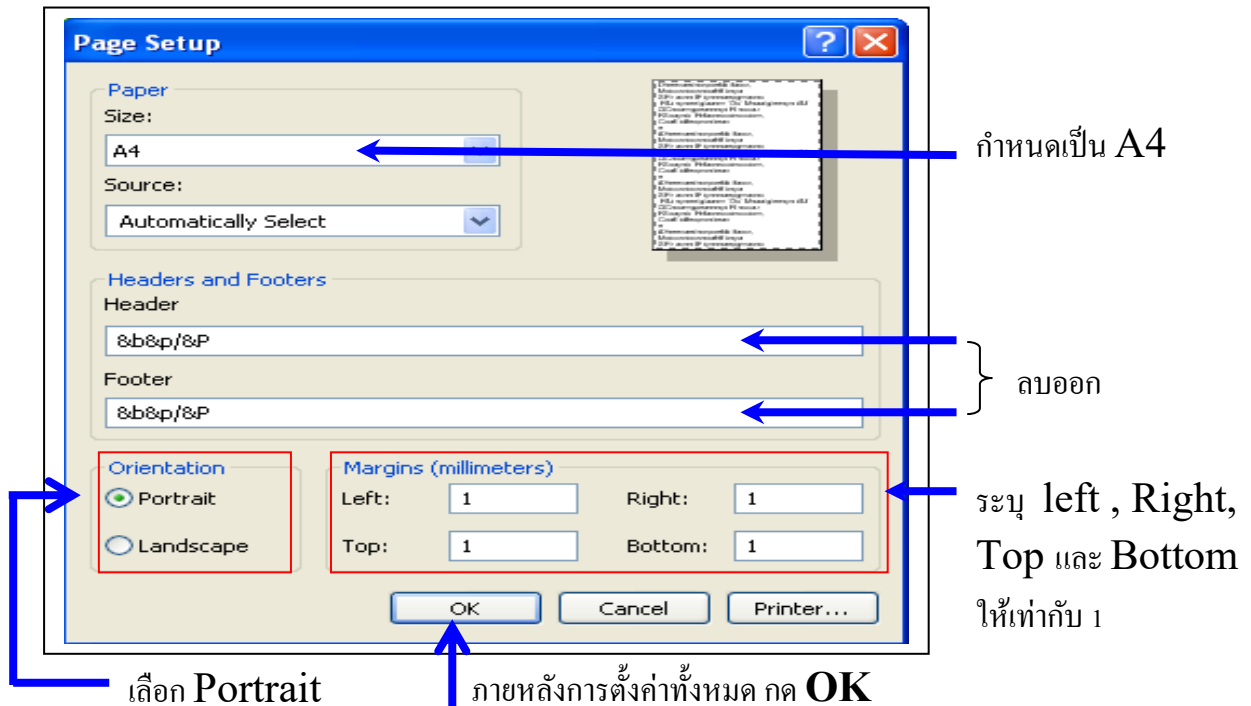 Page Setup
Paper
Size:
A4
กำหนดเป็น A4
Source:
Automatically Select
Headers and Footers
Header
&b&p/&P
Footer
ลบออก
&b&p/&P
Orientation
Margins (millimeters)
Portrait
Left: 1 Right: 1
ระบุ left , Right,
Top และ Bottom
ให้เท่ากับ 1
Landscape
Top: 1 Bottom: 1
OK Cancel Printer...
เลือก Portrait
ภายหลังการตั้งค่าทั้งหมด กด OK